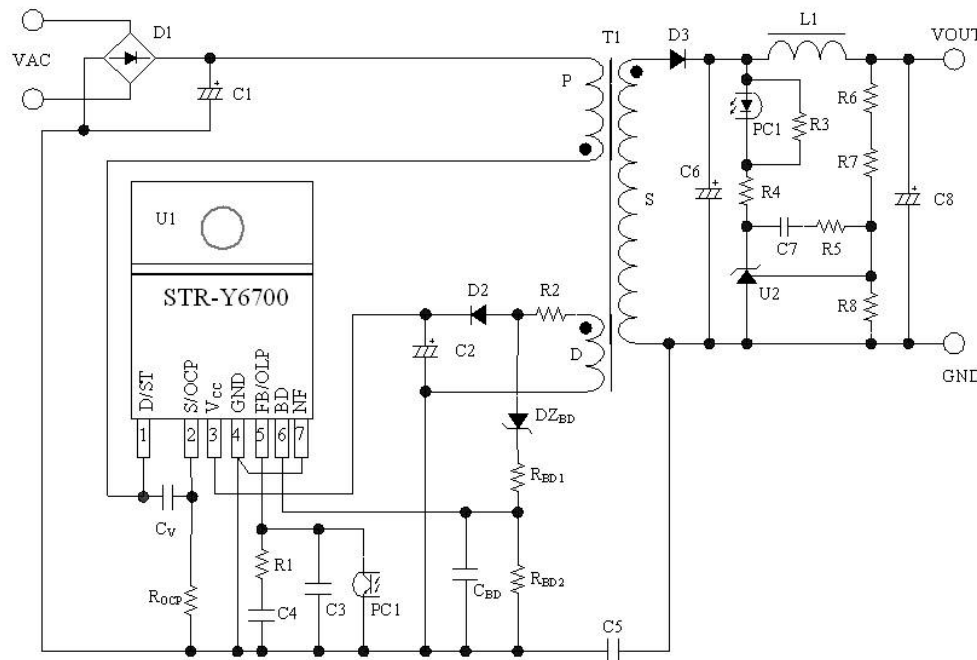 VAC
D1
C1
T1
P
S
D
D3
L1
VOUT
PC1
R3
R6
R7
C6
R4
C8
C7
R5
U2
R8
GND
U1
STR-Y6700
D/ST
S/OCP
VCC
GND
FB/OLP
BD
NF
1
2
3
4
5
6
7
D2
R2
C2
DZBD
RBD1
CV
ROCP
R1
C4
C3
PC1
CBD
RBD2
C5